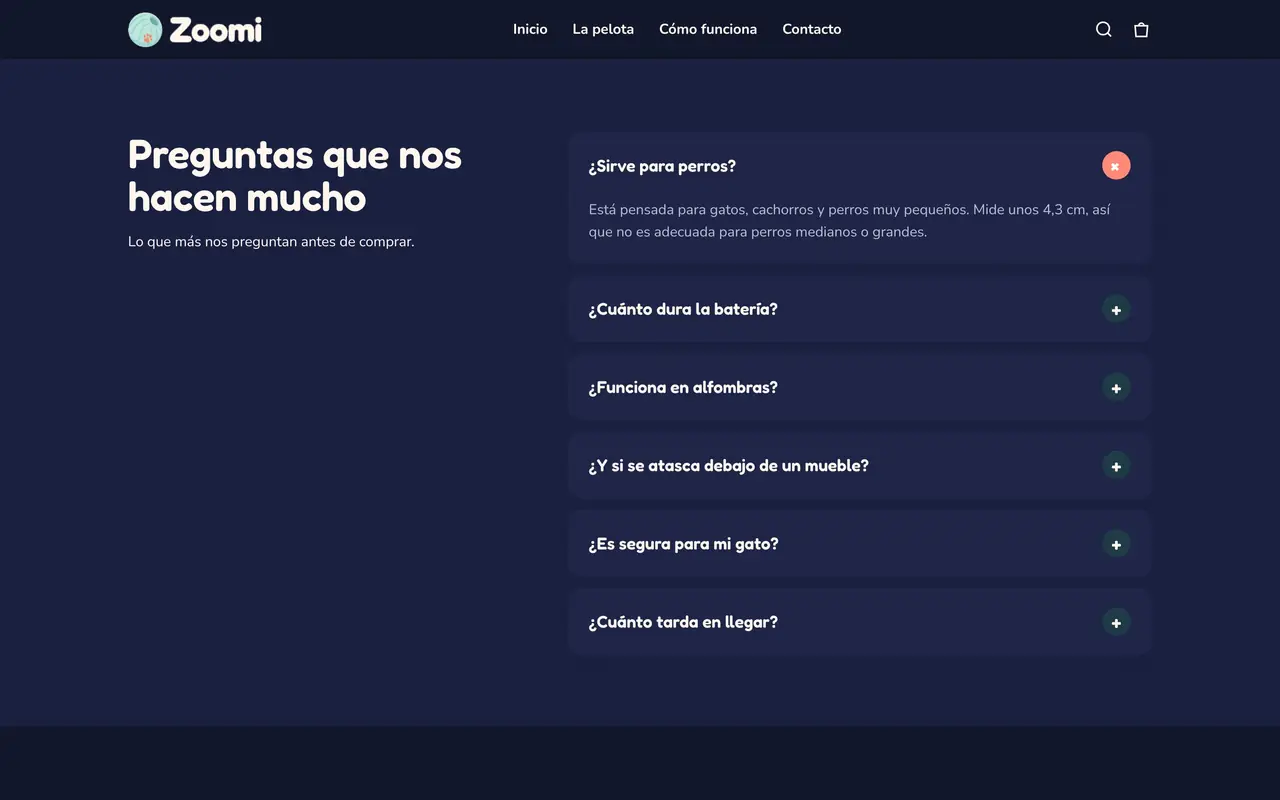 Zoomi
Inicio
La pelota
Cómo funciona
Contacto
Preguntas que nos
hacen mucho
Lo que más nos preguntan antes de comprar.
¿Sirve para perros?
Está pensada para gatos, cachorros y perros muy pequeños. Mide unos 4,3 cm, así
que no es adecuada para perros medianos o grandes.
¿Cuánto dura la batería?
¿Funciona en alfombras?
¿Y si se atasca debajo de un mueble?
¿Es segura para mi gato?
¿Cuánto tarda en llegar?